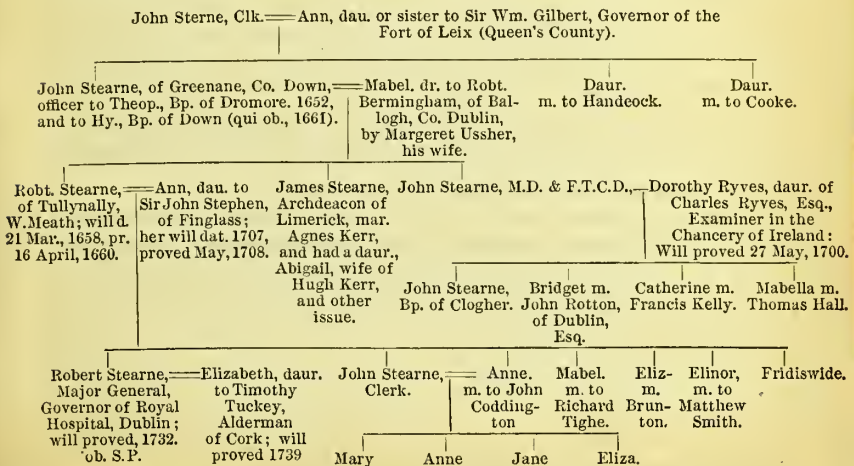 John Sterne, Clk.
Ann, dau. or sister to Sir Wm. Gilbert, Governor of the
Fort of Leix (Queen's County).
John Stearne, of Greenane, Co. Down,
officer to Theop., Bp. of Dromore. 1652,
and to Hy., Bp. of Down (qui ob., 1661).
Mabel. dr. to Robt.
Bermingham, of Bal-
logh, Co. Dublin,
by Margeret Ussher,
his wife.
Daur.
m. to Handcock.
Daur.
m. to Cooke.
Robt. Stearne,
of Tullynally,
W.Meath; will d.
21 Mar., 1658, pr.
16 April, 1660.
Ann, dau. to
Sir John Stephen,
of Finglass;
her will dat. 1707,
proved May, 1708.
James Stearne,
Archdeacon of
Limerick, mar.
Agnes Kerr,
and had a daur.,
Abigail, wife of
Hugh Kerr,
and other
issue.
John Stearne, M.D. & F.T.C.D.,
Dorothy Ryves, daur. of
Charles Ryves, Esq.,
Examiner in the
Chancery of Ireland:
Will proved 27 May, 1700.
John Stearne,
Bp. of Clogher.
Bridget m.
John Rotton,
of Dublin,
Esq.
Catherine m.
Francis Kelly.
Mabella m.
Thomas Hall.
Robert Stearne,
Major General,
Governor of Royal
Hospital, Dublin;
will proved, 1732.
ob. S.P.
Elizabeth, daur.
to Timothy
Tuckey,
Alderman
of Cork; will
proved 1739
John Stearne,
Clerk.
Anne.
m. to John
Codding-
ton
Mabel.
m. to
Richard
Tighe.
Eliz-
m.
Brun-
ton.
Elinor,
m. to
Matthew
Smith.
Fridiswide.
Mary
Anne
Jane
Eliza.